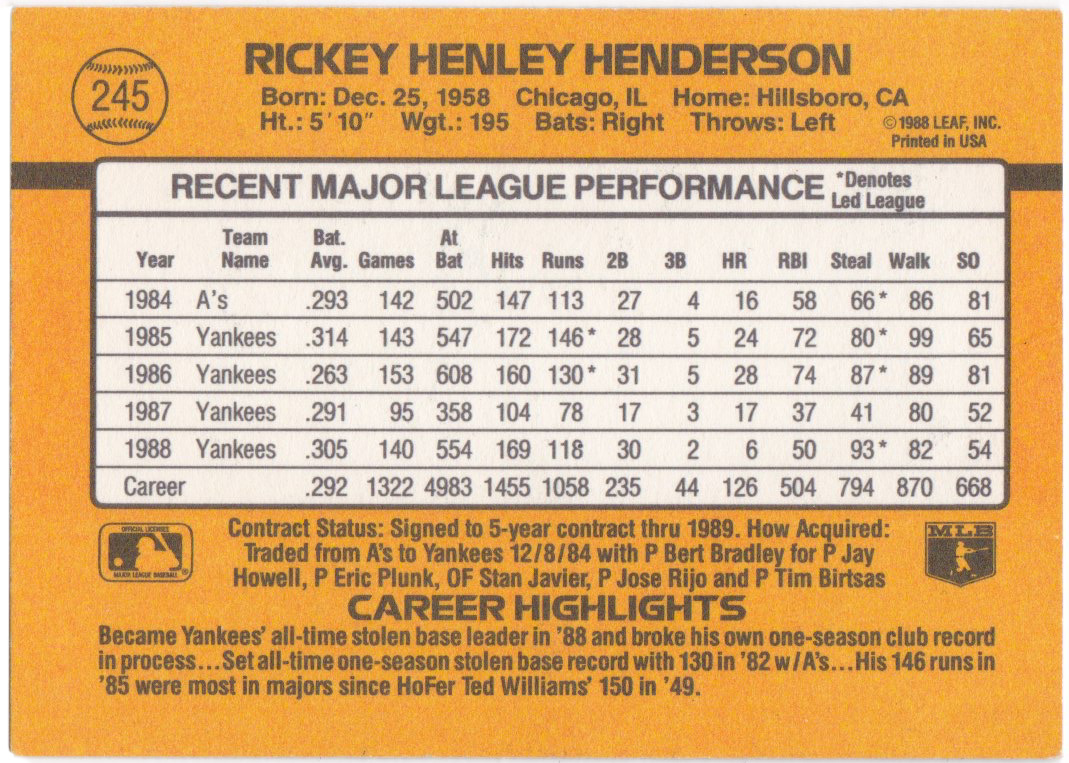 245
RICKEY HENLEY HENDERSON
Born: Dec. 25, 1958 Chicago, IL Home: Hillsboro, CA
Ht.: 5'10" Wgt.: 195 Bats: Right Throws: Left
©1988 LEAF, INC.
Printed in USA
RECENT MAJOR LEAGUE PERFORMANCE
*Denotes
Led League
Year Team Name Bat. Avg. Games At Bat Hits Runs 2B 3B HR RBI Steal Walk SO
1984 A's .293 142 502 147 113 27 4 16 58 66* 86 81
1985 Yankees .314 143 547 172 146* 28 5 24 72 80* 99 65
1986 Yankees .263 153 608 160 130* 31 5 28 74 87* 89 81
1987 Yankees .291 95 358 104 78 17 3 17 37 41 80 52
1988 Yankees .305 140 554 169 118 30 2 6 50 93* 82 54
Career .292 1322 4983 1455 1058 235 44 126 504 794 870 668
OFFICIAL LICENSEE
MAJOR LEAGUE BASEBALL®
Contract Status: Signed to 5-year contract thru 1989. How Acquired:
Traded from A's to Yankees 12/8/84 with P Bert Bradley for P Jay
Howell, P Eric Plunk, OF Stan Javier, P Jose Rijo and P Tim Birtsas
MLB
CAREER HIGHLIGHTS
Became Yankees' all-time stolen base leader in '88 and broke his own one-season club record
in process...Set all-time one-season stolen base record with 130 in '82 w/A's...His 146 runs in
'85 were most in majors since HoFer Ted Williams' 150 in '49.